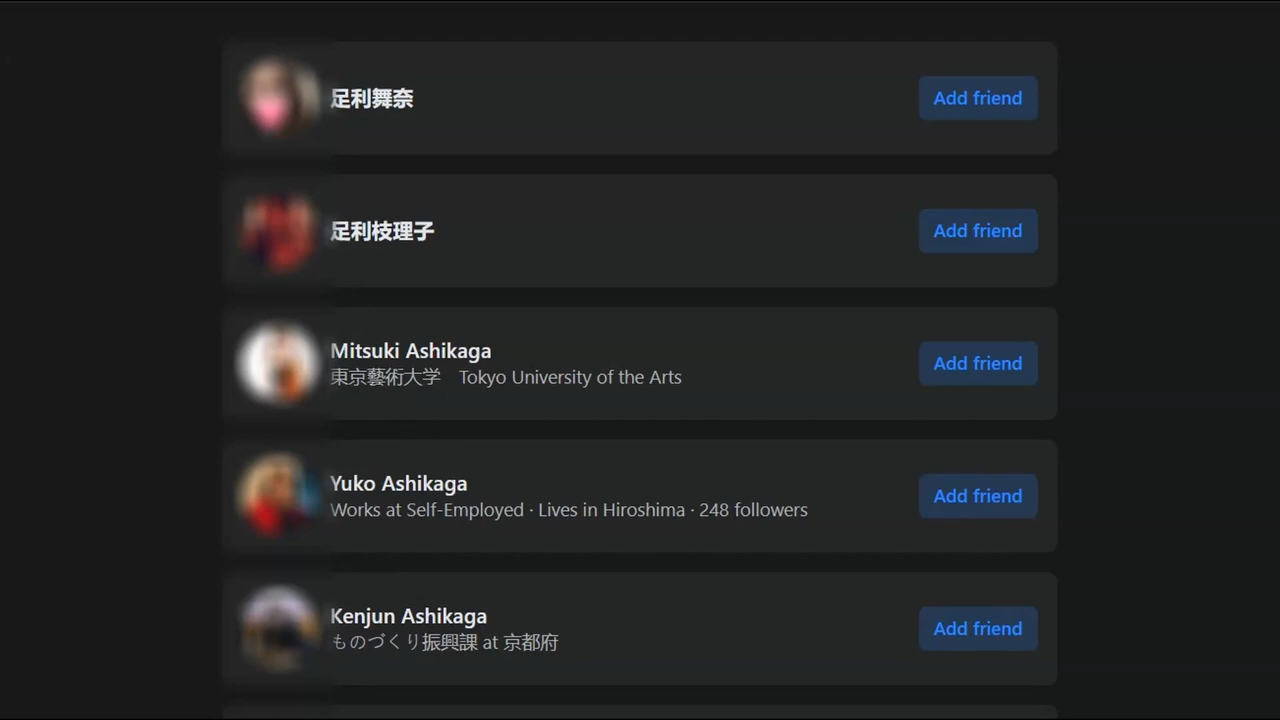 足利舞奈
Add friend
足利枝理子
Add friend
Mitsuki Ashikaga
東京藝術大学　Tokyo University of the Arts
Add friend
Yuko Ashikaga
Works at Self-Employed · Lives in Hiroshima · 248 followers
Add friend
Kenjun Ashikaga
ものづくり振興課 at 京都府
Add friend